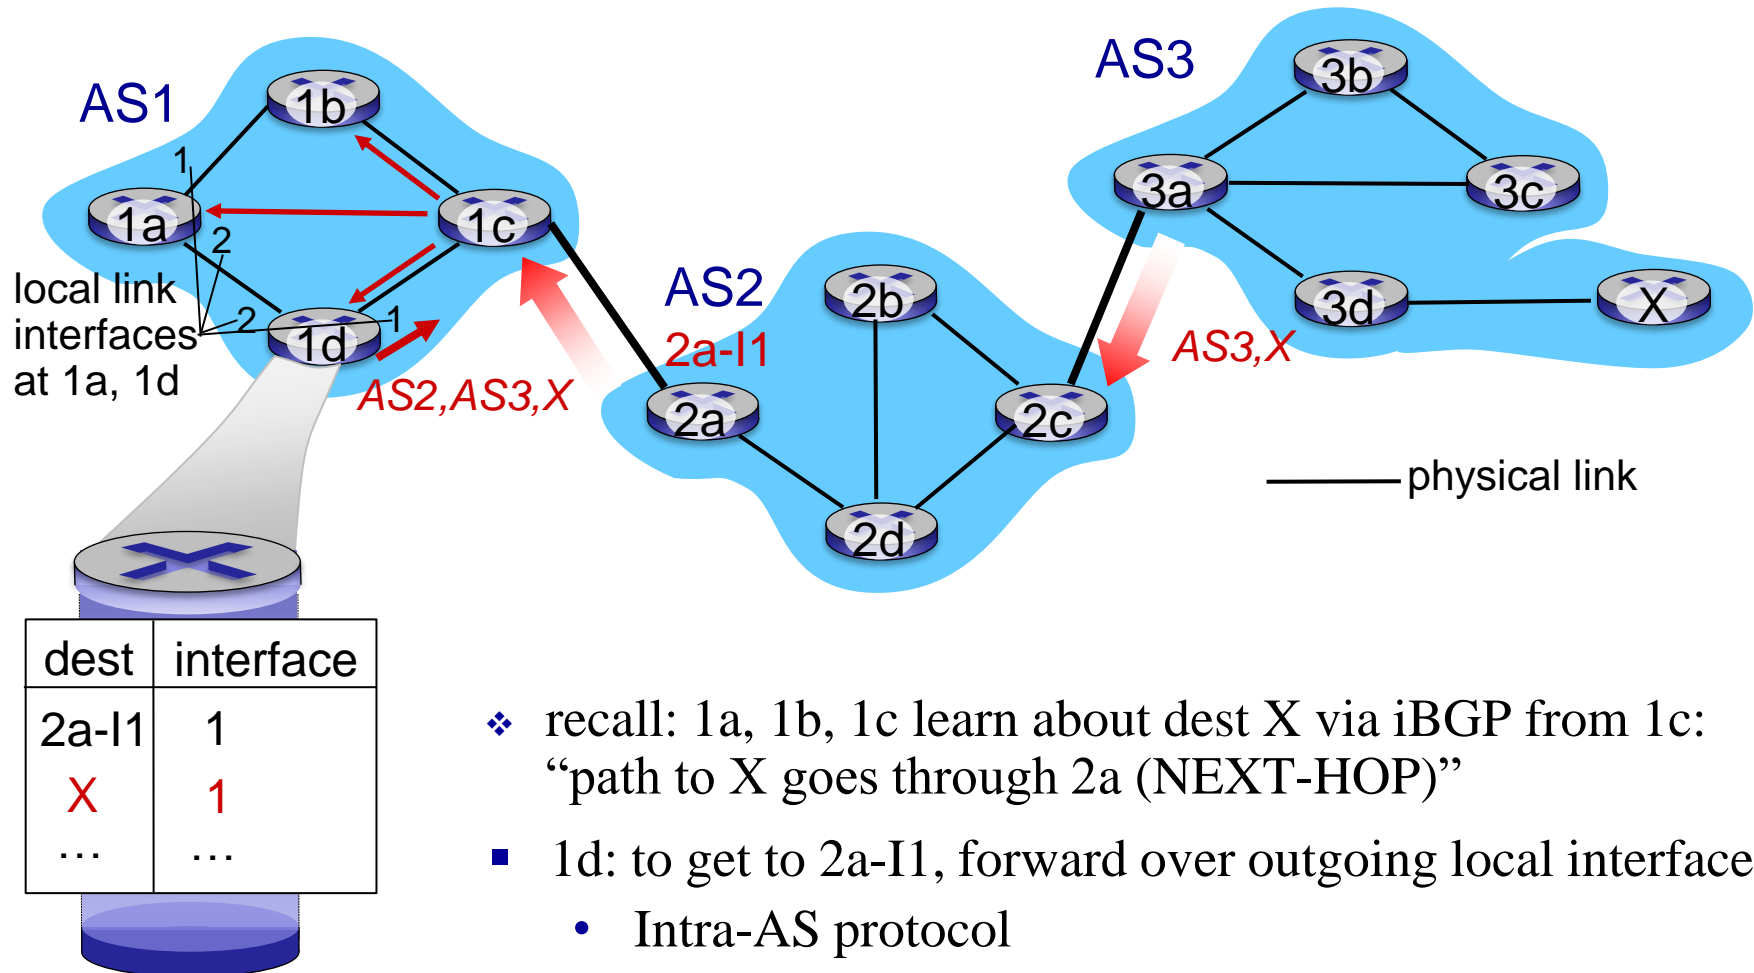 AS1
1b
1
1a
1c
2
local link
interfaces
at 1a, 1d
2
1
1d
AS2,AS3,X
AS2
2a-I1
2b
2a
2c
2d
AS3
3b
3a
3c
3d
X
AS3,X
physical link
dest interface
2a-I1 1
X 1
… …
recall: 1a, 1b, 1c learn about dest X via iBGP from 1c:
“path to X goes through 2a (NEXT-HOP)”
1d: to get to 2a-I1, forward over outgoing local interface
Intra-AS protocol